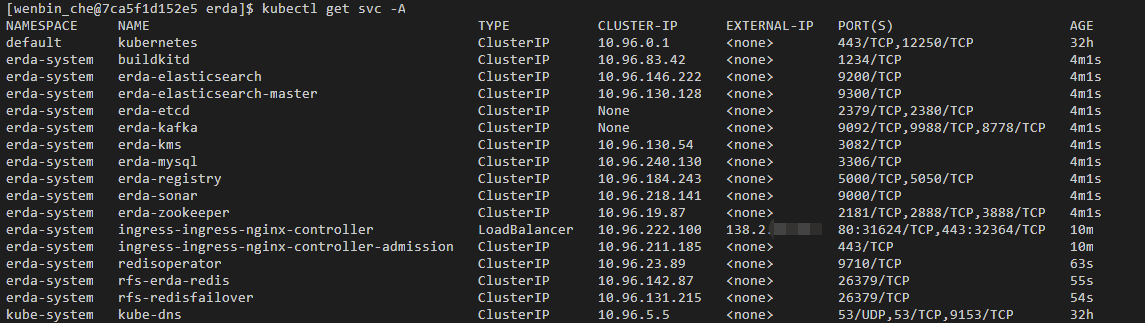 [wenbin_che@7ca5f1d152e5 erda]$ kubectl get svc -A
NAMESPACE NAME TYPE CLUSTER-IP EXTERNAL-IP PORT(S) AGE
default kubernetes ClusterIP 10.96.0.1 <none> 443/TCP,12250/TCP 32h
erda-system buildkitd ClusterIP 10.96.83.42 <none> 1234/TCP 4m1s
erda-system erda-elasticsearch ClusterIP 10.96.146.222 <none> 9200/TCP 4m1s
erda-system erda-elasticsearch-master ClusterIP 10.96.130.128 <none> 9300/TCP 4m1s
erda-system erda-etcd ClusterIP None <none> 2379/TCP,2380/TCP 4m1s
erda-system erda-kafka ClusterIP None <none> 9092/TCP,9988/TCP,8778/TCP 4m1s
erda-system erda-kms ClusterIP 10.96.130.54 <none> 3082/TCP 4m1s
erda-system erda-mysql ClusterIP 10.96.240.130 <none> 3306/TCP 4m1s
erda-system erda-registry ClusterIP 10.96.184.243 <none> 5000/TCP,5050/TCP 4m1s
erda-system erda-sonar ClusterIP 10.96.218.141 <none> 9000/TCP 4m1s
erda-system erda-zookeeper ClusterIP 10.96.19.87 <none> 2181/TCP,2888/TCP,3888/TCP 4m1s
erda-system ingress-ingress-nginx-controller LoadBalancer 10.96.222.100 138.2. 80:31624/TCP,443:32364/TCP 10m
erda-system ingress-ingress-nginx-controller-admission ClusterIP 10.96.211.185 <none> 443/TCP 10m
erda-system redisoperator ClusterIP 10.96.23.89 <none> 9710/TCP 63s
erda-system rfs-erda-redis ClusterIP 10.96.142.87 <none> 26379/TCP 55s
erda-system rfs-redisfailover ClusterIP 10.96.131.215 <none> 26379/TCP 54s
kube-system kube-dns ClusterIP 10.96.5.5 <none> 53/UDP,53/TCP,9153/TCP 32h